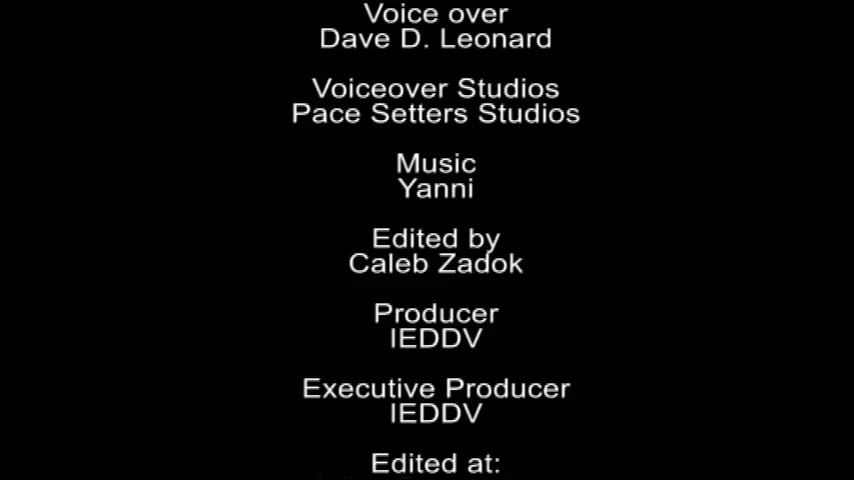 Voice over
Dave D. Leonard
Voiceover Studios
Pace Setters Studios
Music
Yanni
Edited by
Caleb Zadok
Producer
IEDDV
Executive Producer
IEDDV
Edited at: